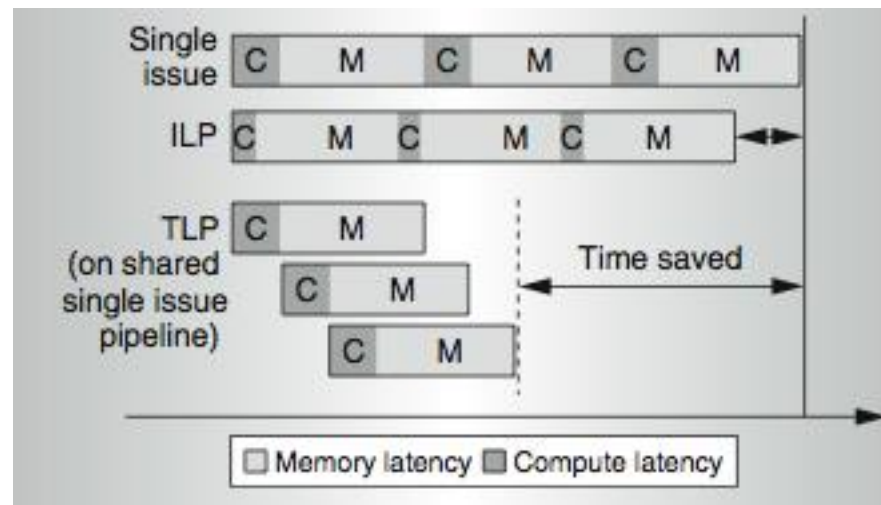 Single
issue
C M C M C M
ILP
C M C M C M
TLP
(on shared
single issue
pipeline)
C M
C M
C M
Time saved
Memory latency Compute latency